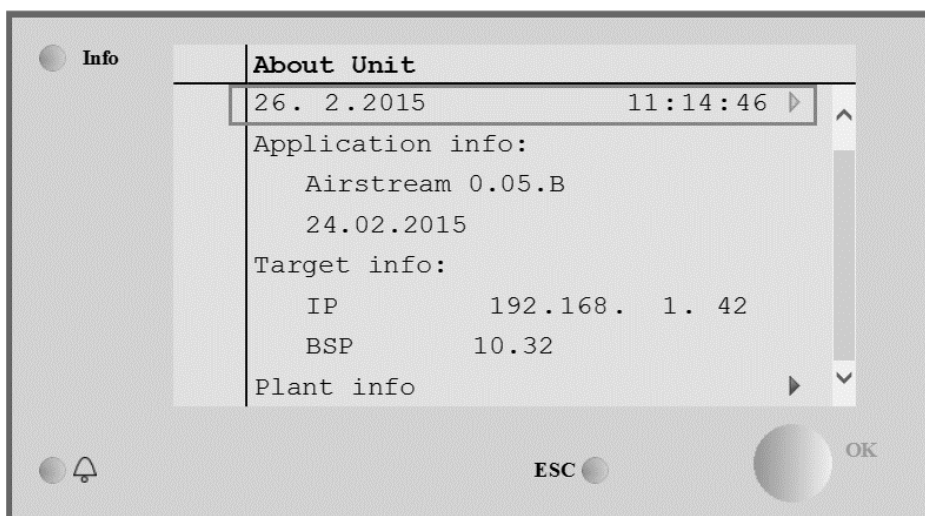 Info
About Unit
26. 2.2015 11:14:46
Application info:
Airstream 0.05.B
24.02.2015
Target info:
IP 192.168. 1. 42
BSP 10.32
Plant info
ESC
OK